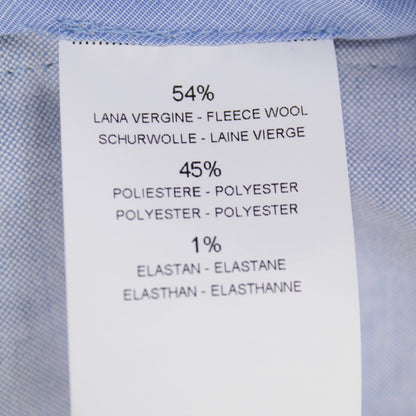 54%
LANA VERGINE - FLEECE WOOL
SCHURWOLLE - LAINE VIERGE
45%
POLIESTERE - POLYESTER
POLYESTER - POLYESTER
1%
ELASTAN - ELASTANE
ELASTHAN - ELASTHANNE